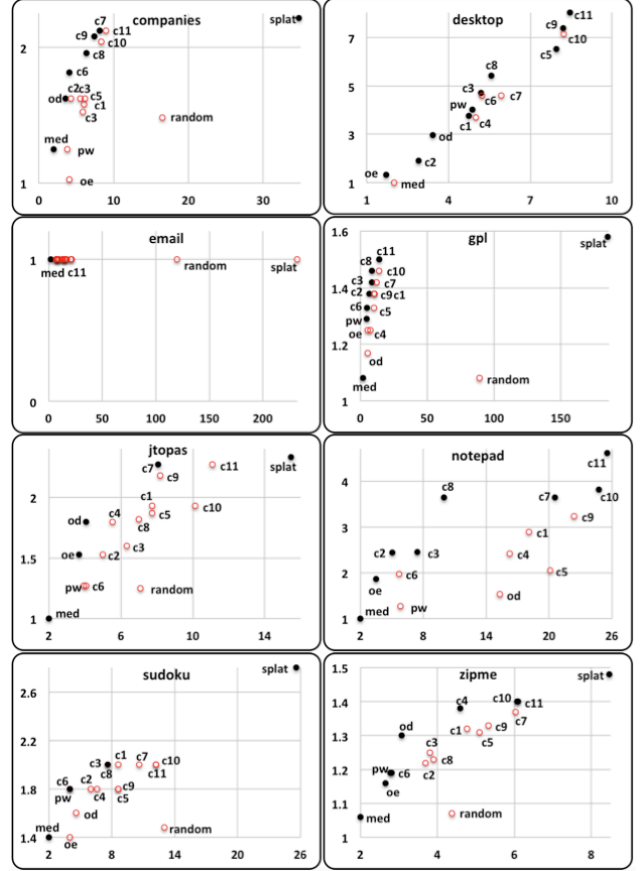 companies
splat
c7
c11
c9
c10
c8
2
c6
c2
c3
od
c5
c1
c3
random
med
pw
oe
1
0
10
20
30
desktop
c11
c9
7
c10
c5
c8
5
c3
c6
c7
pw
c1
c4
3
od
c2
oe
1
med
1
4
7
10
email
1
med
c11
random
splat
0
0
50
100
150
200
gpl
1.6
splat
c11
c8
c10
c3
c7
1.4
c2
c9
c1
c6
c5
pw
oe
c4
1.2
od
med
random
1
0
50
100
150
jtopas
c7
c9
c11
splat
2
c1
c10
c4
c5
od
c8
c3
1.5
oe
c2
pw
c6
random
med
1
2
6
10
14
notepad
c11
4
c8
c7
c10
c9
3
c1
c2
c3
c4
2
c6
c5
oe
od
pw
med
1
2
8
14
20
26
sudoku
splat
2.6
2.2
c3
c1
c7
c10
c8
c11
c6
c2
c9
1.8
pw
c4
c5
od
med
random
1.4
oe
2
8
14
20
26
zipme
1.5
splat
c4
c10
c11
1.4
c7
od
c9
1.3
c1
c5
c3
c8
pw
c6
c2
1.2
oe
1.1
med
random
1
2
4
6
8